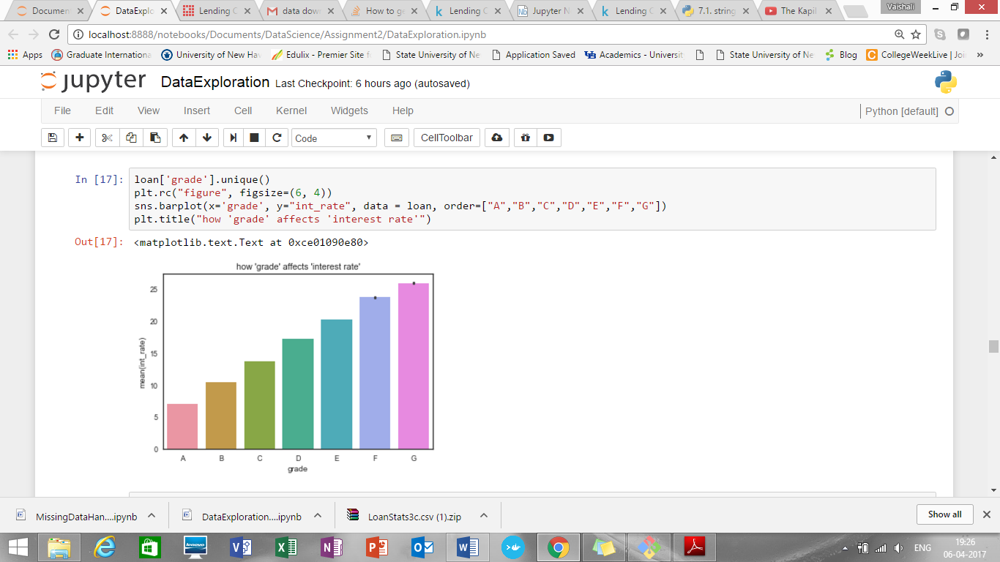 Documen
DataExplo
Lending C
data down
How to ge
Lending C
Jupyter N
Lending C
7.1. string
The Kapil
Vaishali
localhost:8888/notebooks/Documents/DataScience/Assignment2/DataExploration.ipynb
Apps
Graduate Internationa
University of New Hav
Edulix - Premier Site f
State University of Ne
Application Saved
Academics - Universit
State University of Ne
Blog
CollegeWeekLive | Joi
»
jupyter
DataExploration
Last Checkpoint: 6 hours ago (autosaved)
File
Edit
View
Insert
Cell
Kernel
Widgets
Help
Python [default]
Code
CellToolbar
In [17]:
loan['grade'].unique()
plt.rc("figure", figsize=(6, 4))
sns.barplot(x='grade', y="int_rate", data = loan, order=["A","B","C","D","E","F","G"])
plt.title("how 'grade' affects 'interest rate'")
Out[17]:
<matplotlib.text.Text at 0xce01090e80>
how 'grade' affects 'interest rate'
25
20
15
10
5
0
mean(int_rate)
A B C D E F G
grade
MissingDataHan....ipynb
DataExploration....ipynb
LoanStats3c.csv (1).zip
Show all
lenovo
ENG
19:26
06-04-2017